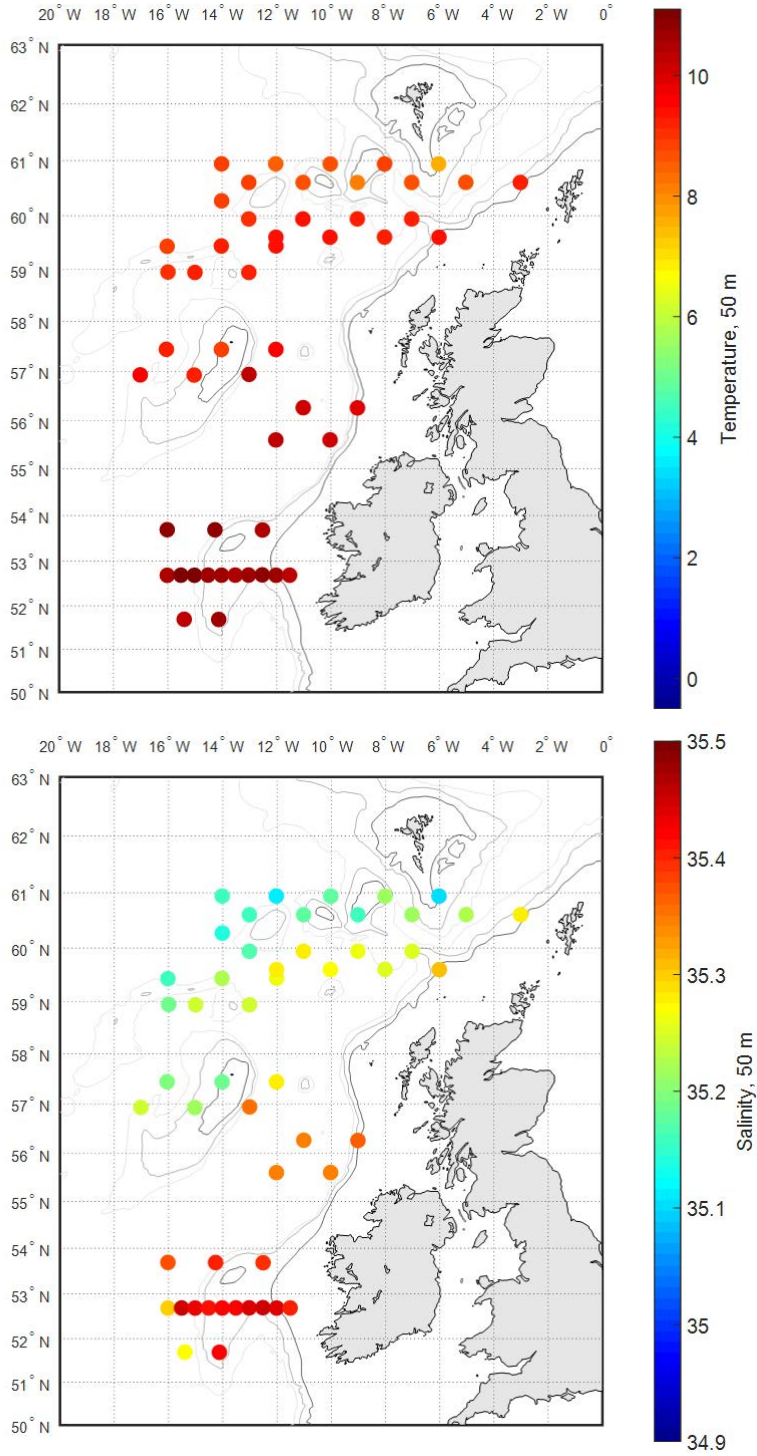 20° W 18° W 16° W 14° W 12° W 10° W 8° W 6° W 4° W 2° W 0°
63° N
62° N
61° N
60° N
59° N
58° N
57° N
56° N
55° N
54° N
53° N
52° N
51° N
50° N
10
8
6
4
2
0
Temperature, 50 m
20° W 18° W 16° W 14° W 12° W 10° W 8° W 6° W 4° W 2° W 0°
63° N
62° N
61° N
60° N
59° N
58° N
57° N
56° N
55° N
54° N
53° N
52° N
51° N
50° N
35.5
35.4
35.3
35.2
35.1
35
34.9
Salinity, 50 m